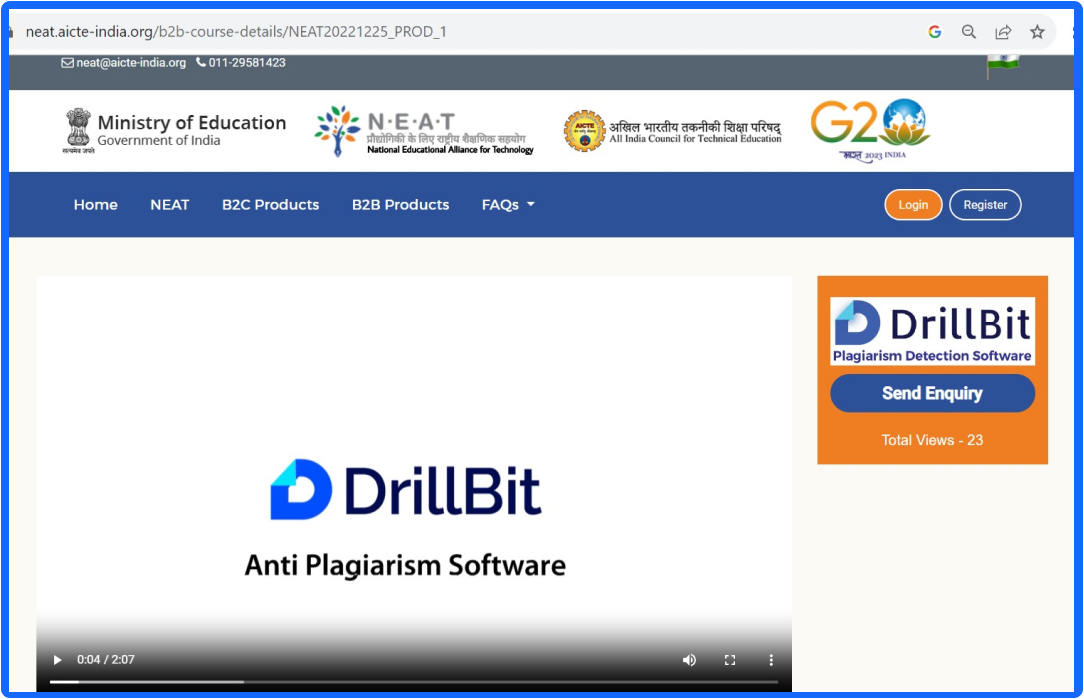 neat.aicte-india.org/b2b-course-details/NEAT20221225_PROD_1
neat@aicte-india.org 011-29581423
Ministry of Education
Government of India
सत्यमेव जयते
N·E·A·T
प्रौद्योगिकी के लिए राष्ट्रीय शैक्षणिक सहयोग
National Educational Alliance for Technology
AICTE
अखिल भारतीय तकनीकी शिक्षा परिषद्
All India Council for Technical Education
G20
भारत 2023 INDIA
Home NEAT B2C Products B2B Products FAQs
Login Register
DrillBit
Plagiarism Detection Software
Send Enquiry
Total Views - 23
DrillBit
Anti Plagiarism Software
0:04 / 2:07